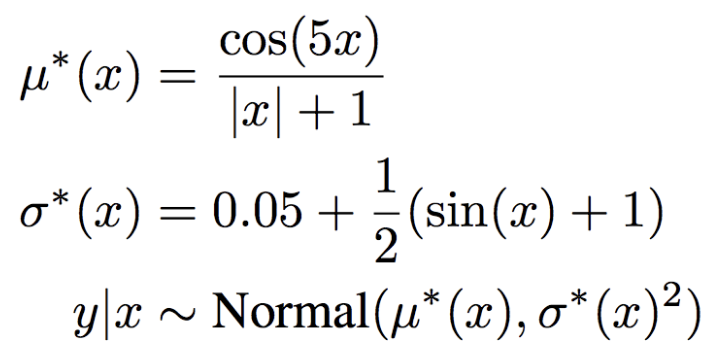 μ*(x) = cos(5x) / (|x| + 1)
σ*(x) = 0.05 + 1/2 (sin(x) + 1)
y|x ∼ Normal(μ*(x), σ*(x)²)